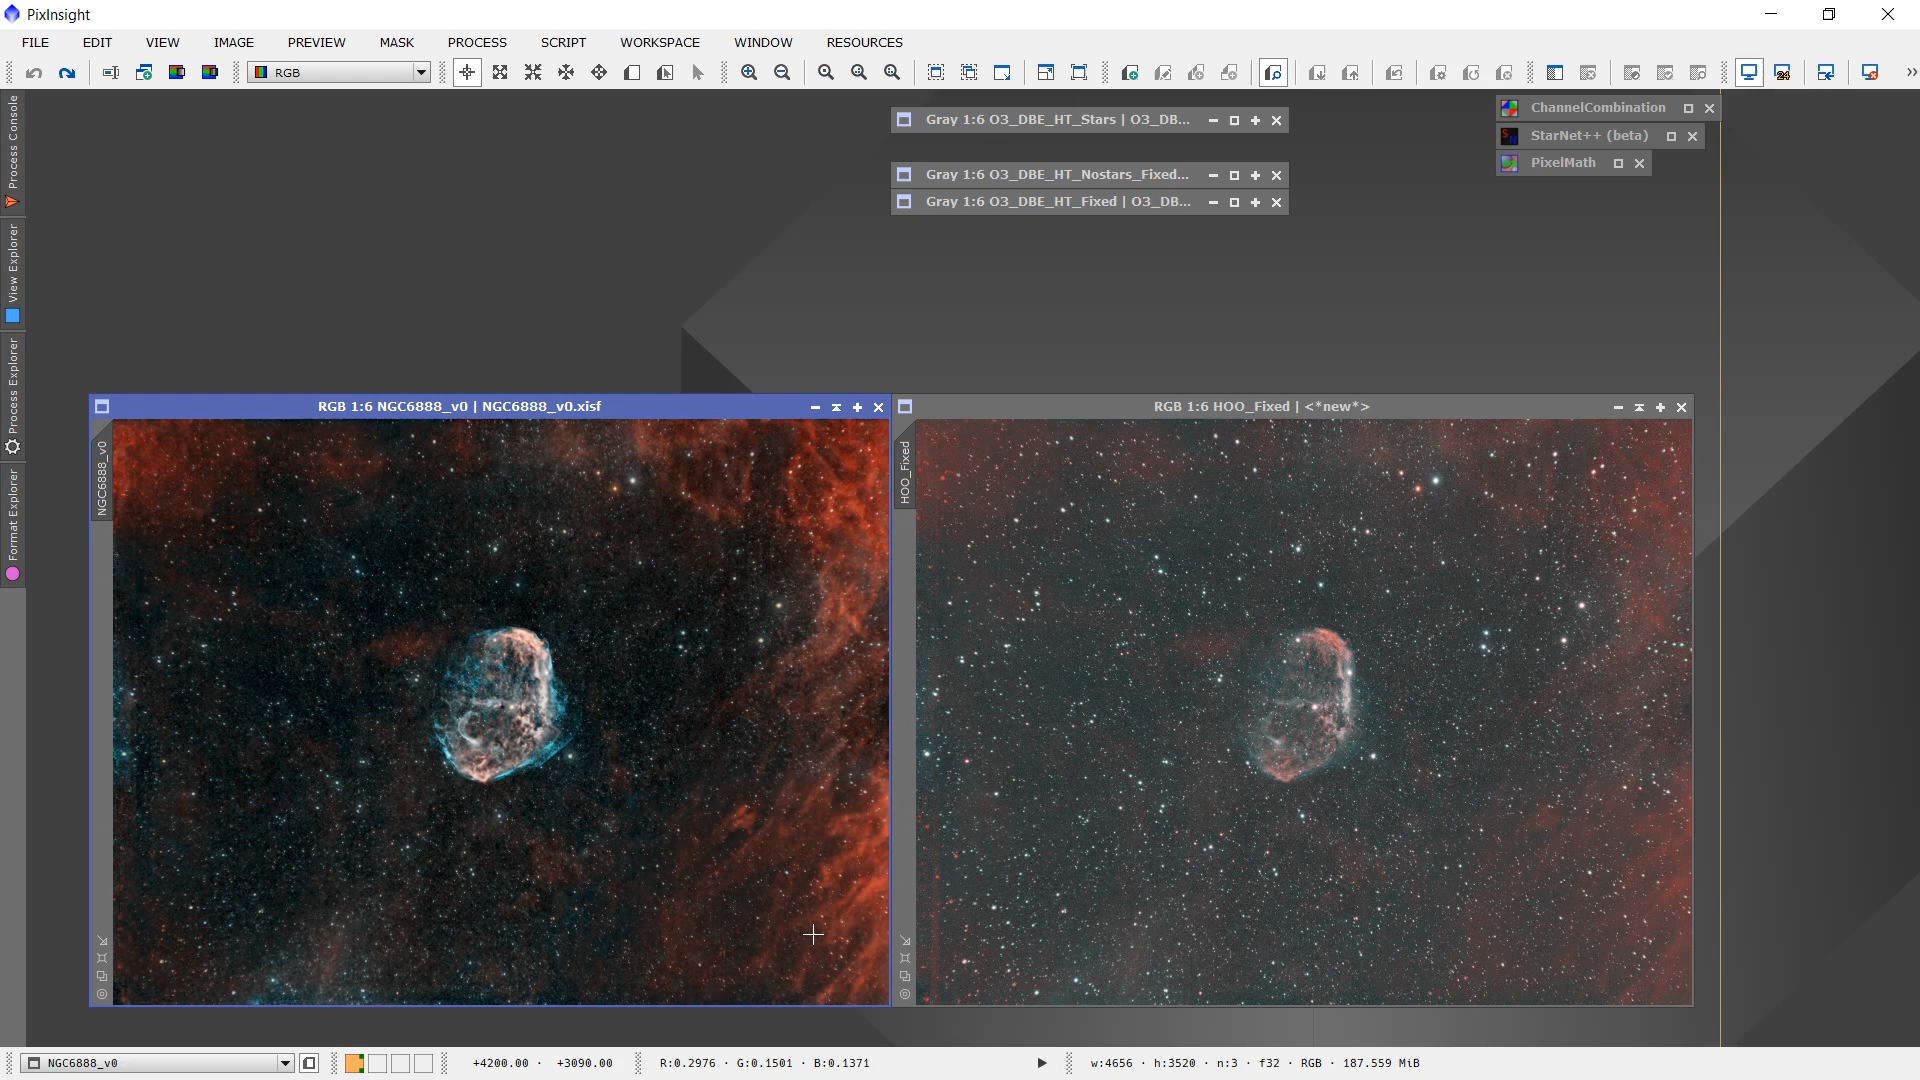 PixInsight
FILE EDIT VIEW IMAGE PREVIEW MASK PROCESS SCRIPT WORKSPACE WINDOW RESOURCES
RGB
24
Process Console
View Explorer
Process Explorer
Format Explorer
Gray 1:6 O3_DBE_HT_Stars | O3_DB...
Gray 1:6 O3_DBE_HT_Nostars_Fixed...
Gray 1:6 O3_DBE_HT_Fixed | O3_DB...
ChannelCombination
StarNet++ (beta)
PixelMath
RGB 1:6 NGC6888_v0 | NGC6888_v0.xisf
NGC6888_v0
RGB 1:6 HOO_Fixed | <*new*>
HOO_Fixed
NGC6888_v0
+4200.00 · +3090.00
R:0.2976 · G:0.1501 · B:0.1371
w:4656 · h:3520 · n:3 · f32 · RGB · 187.559 MiB